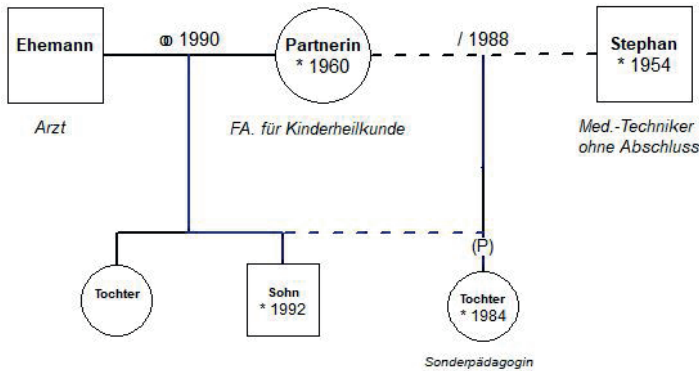 Ehemann
⚭ 1990
Partnerin
* 1960
/ 1988
Stephan
* 1954
Arzt
FA. für Kinderheilkunde
Med.-Techniker
ohne Abschluss
(P)
Tochter
Sohn
* 1992
Tochter
* 1984
Sonderpädagogin